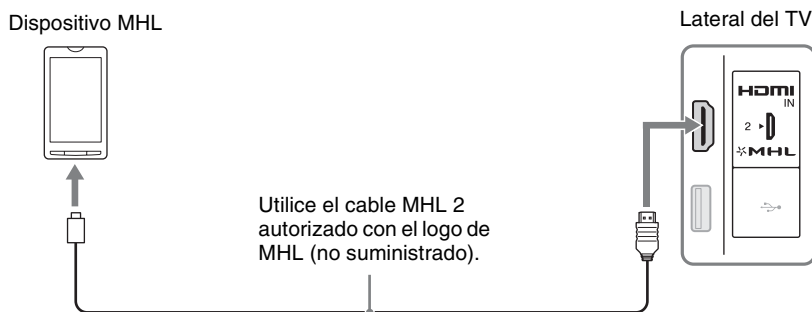 Dispositivo MHL
Lateral del TV
HDMI
IN
2
MHL
Utilice el cable MHL 2
autorizado con el logo de
MHL (no suministrado).